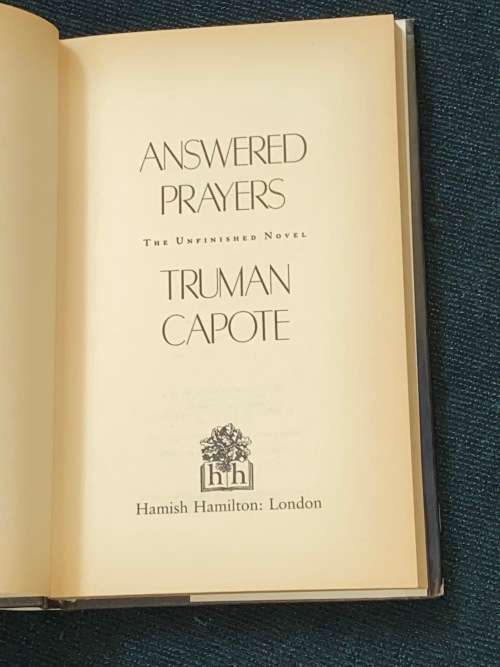 ANSWERED
PRAYERS
THE UNFINISHED NOVEL
TRUMAN
CAPOTE
hh
Hamish Hamilton: London